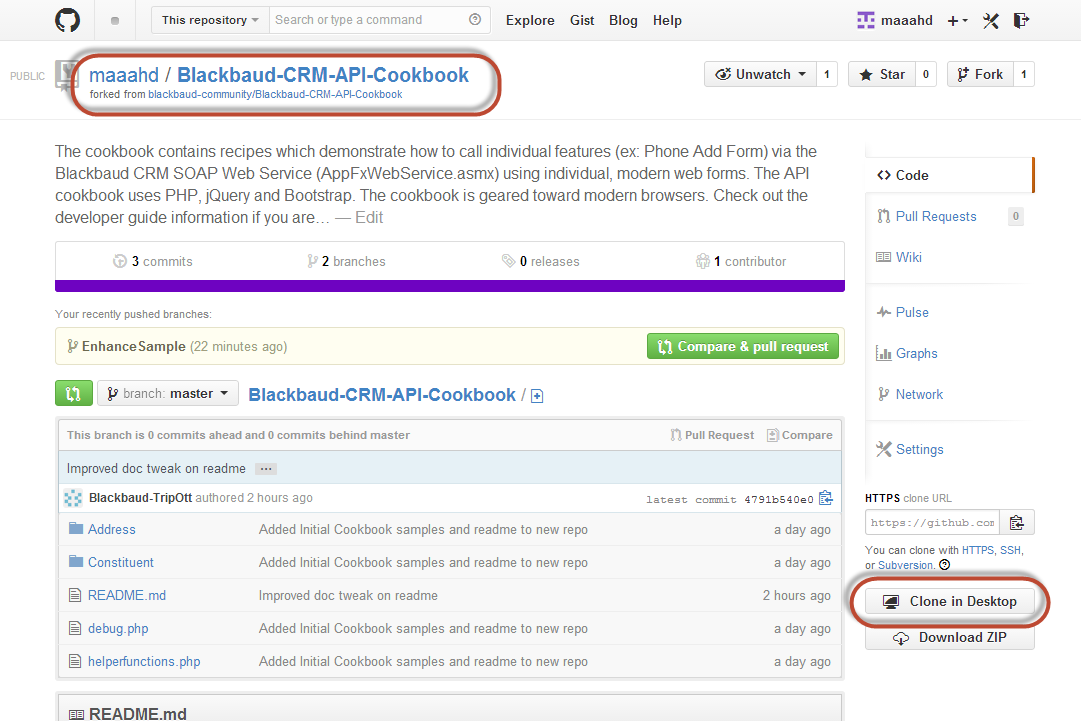 This repository Search or type a command Explore Gist Blog Help maaahd
PUBLIC maaahd / Blackbaud-CRM-API-Cookbook Unwatch 1 Star 0 Fork 1
forked from blackbaud-community/Blackbaud-CRM-API-Cookbook
The cookbook contains recipes which demonstrate how to call individual features (ex: Phone Add Form) via the
Blackbaud CRM SOAP Web Service (AppFxWebService.asmx) using individual, modern web forms. The API
cookbook uses PHP, jQuery and Bootstrap. The cookbook is geared toward modern browsers. Check out the
developer guide information if you are… — Edit
3 commits 2 branches 0 releases 1 contributor
Your recently pushed branches:
EnhanceSample (22 minutes ago) Compare & pull request
branch: master Blackbaud-CRM-API-Cookbook /
This branch is 0 commits ahead and 0 commits behind master Pull Request Compare
Improved doc tweak on readme ...
Blackbaud-TripOtt authored 2 hours ago latest commit 4791b540e0
Address Added Initial Cookbook samples and readme to new repo a day ago
Constituent Added Initial Cookbook samples and readme to new repo a day ago
README.md Improved doc tweak on readme 2 hours ago
debug.php Added Initial Cookbook samples and readme to new repo a day ago
helperfunctions.php Added Initial Cookbook samples and readme to new repo a day ago
README.md
Code
Pull Requests 0
Wiki
Pulse
Graphs
Network
Settings
HTTPS clone URL
https://github.com
You can clone with HTTPS, SSH,
or Subversion.
Clone in Desktop
Download ZIP